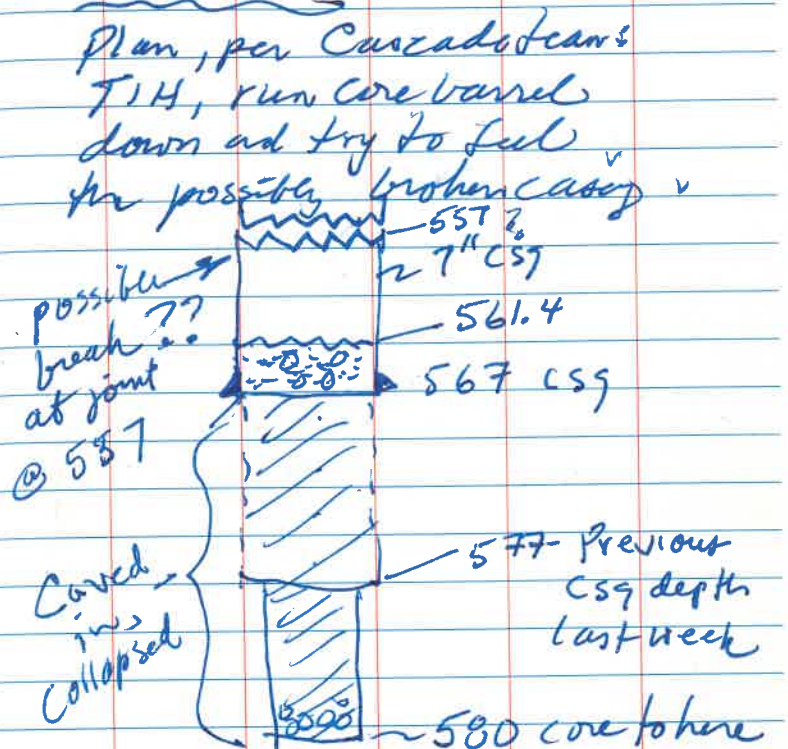 Plan, per Cascade team:
TIH, run core barrel
down ad try to feel
the possibly broken casing
557?
7" csg
possible
break ??
at joint
@ 557
561.4
567 csg
577- Previous
csg depth
last week
Caved
in,
Collapsed
580 core to here